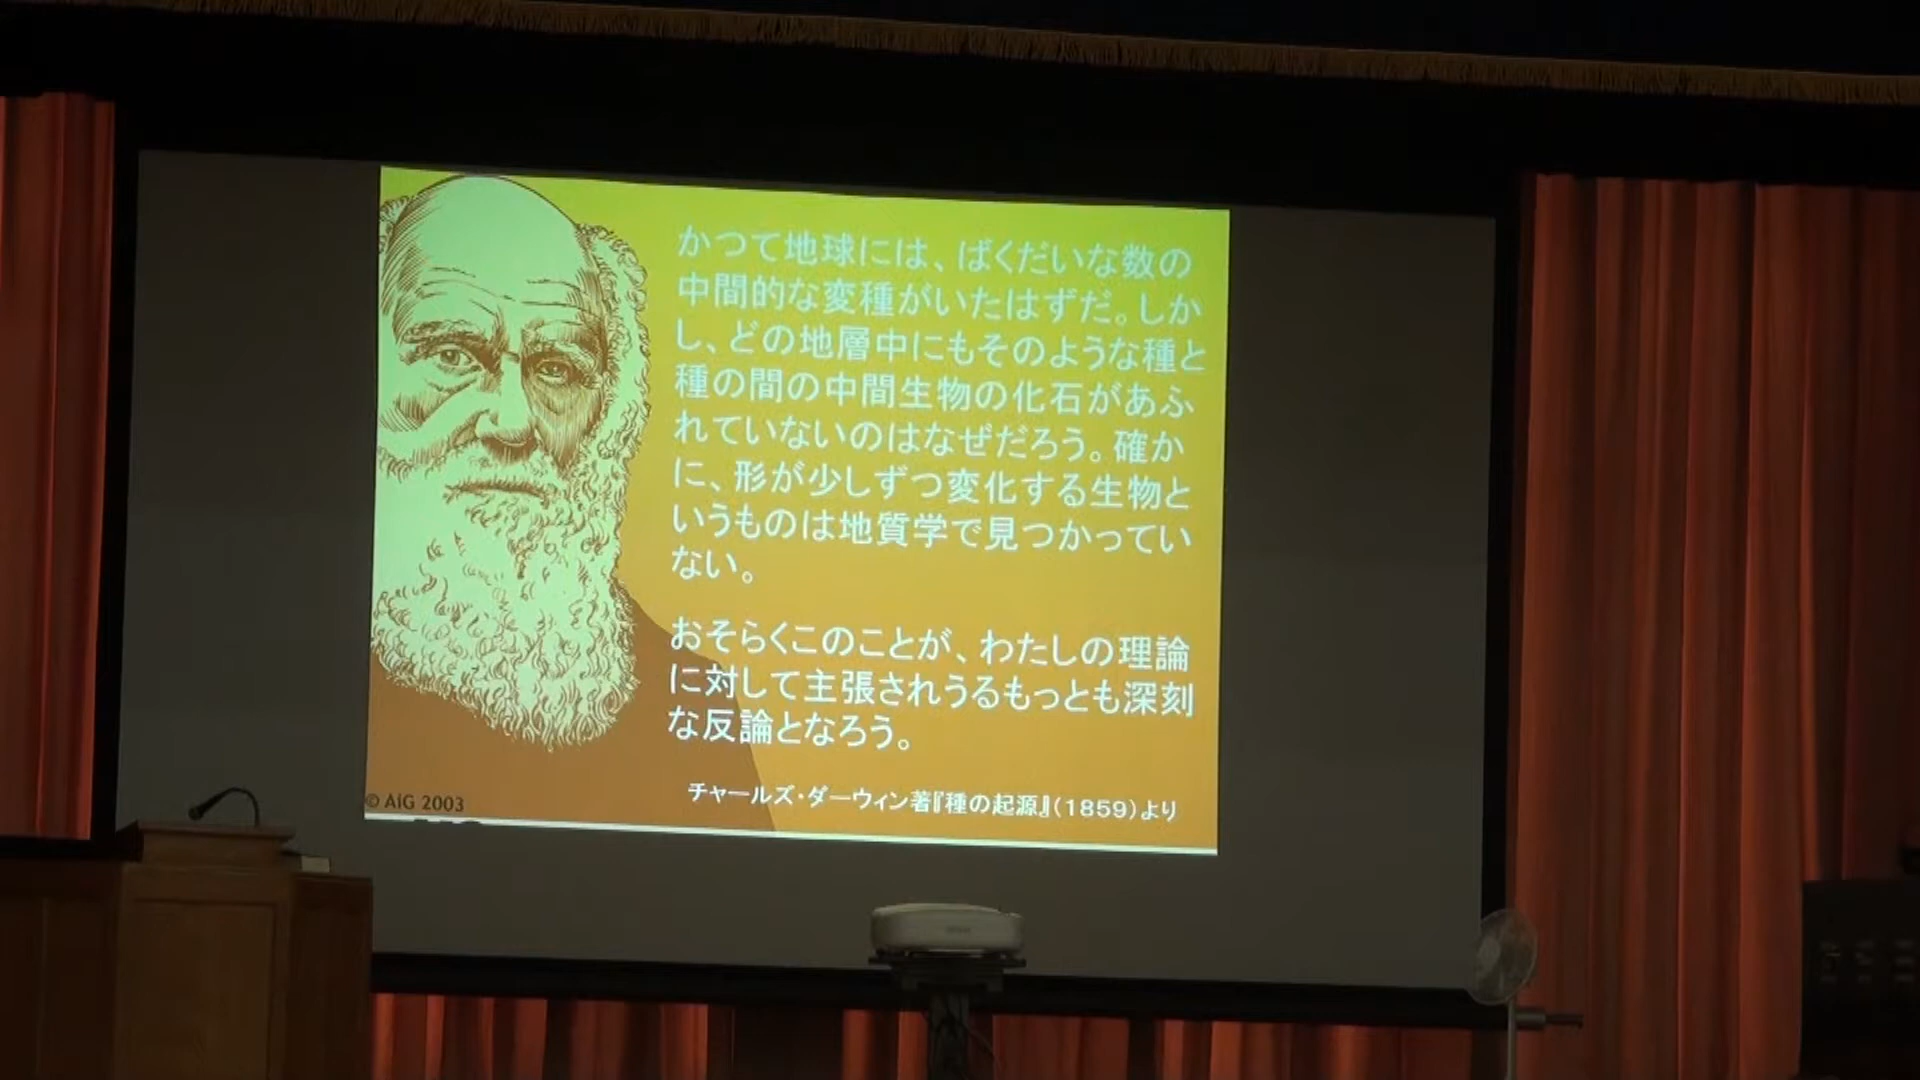 かつて地球には、ばくだいな数の
中間的な変種がいたはずだ。しか
し、どの地層中にもそのような種と
種の間の中間生物の化石があふ
れていないのはなぜだろう。確か
に、形が少しずつ変化する生物と
いうものは地質学で見つかってい
ない。
おそらくこのことが、わたしの理論
に対して主張されうるもっとも深刻
な反論となろう。
チャールズ・ダーウィン著『種の起源』(1859)より
© AiG 2003